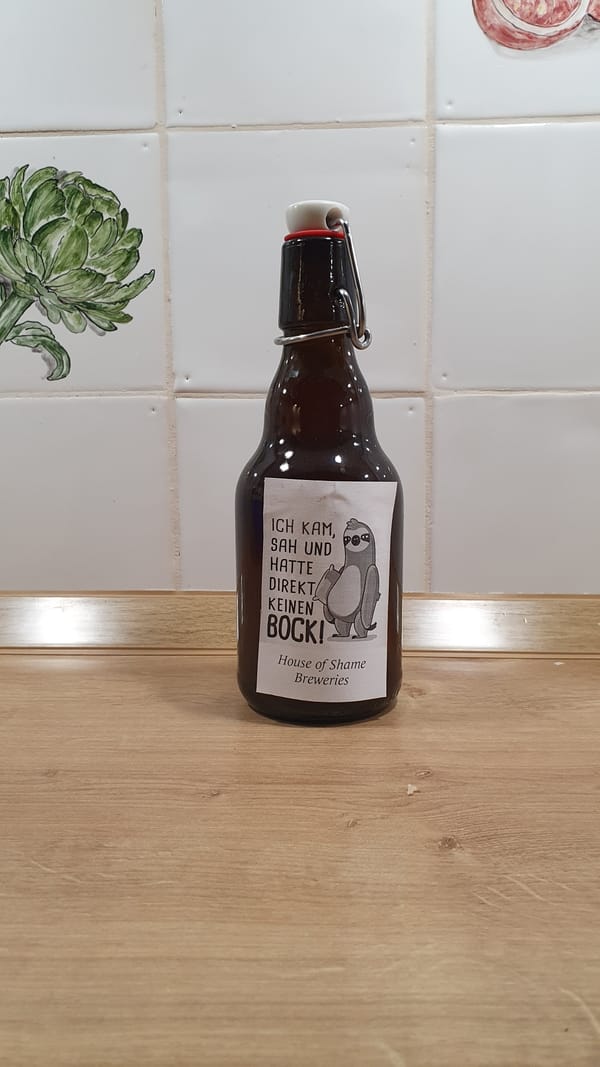 ICH KAM,
SAH UND
HATTE
DIREKT
KEINEN
BOCK!
House of Shame
Breweries